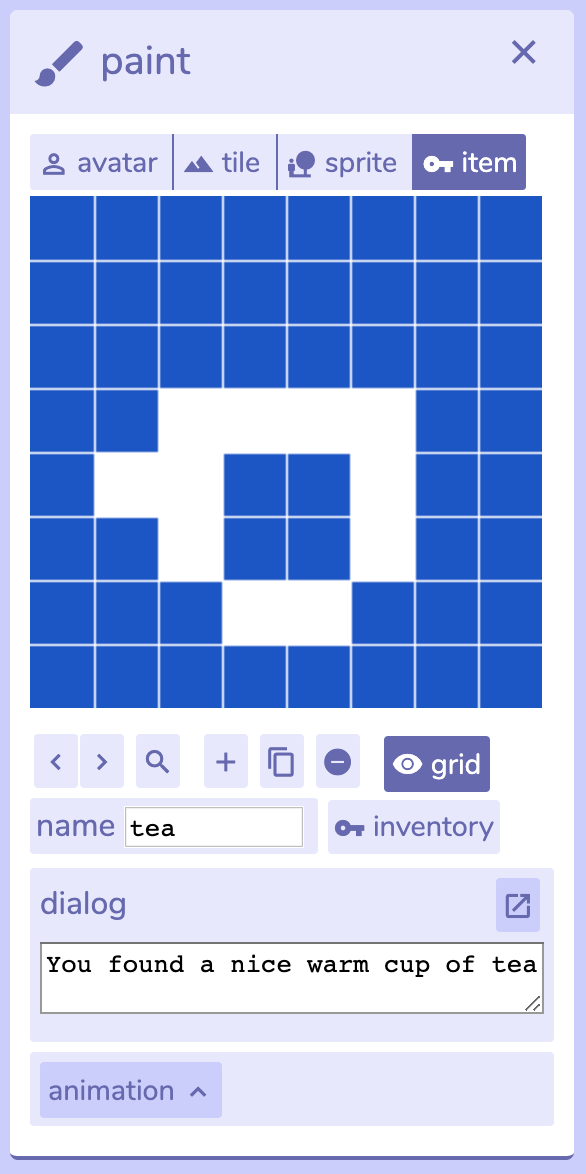 paint
avatar tile sprite item
grid
name tea inventory
dialog
You found a nice warm cup of tea
animation